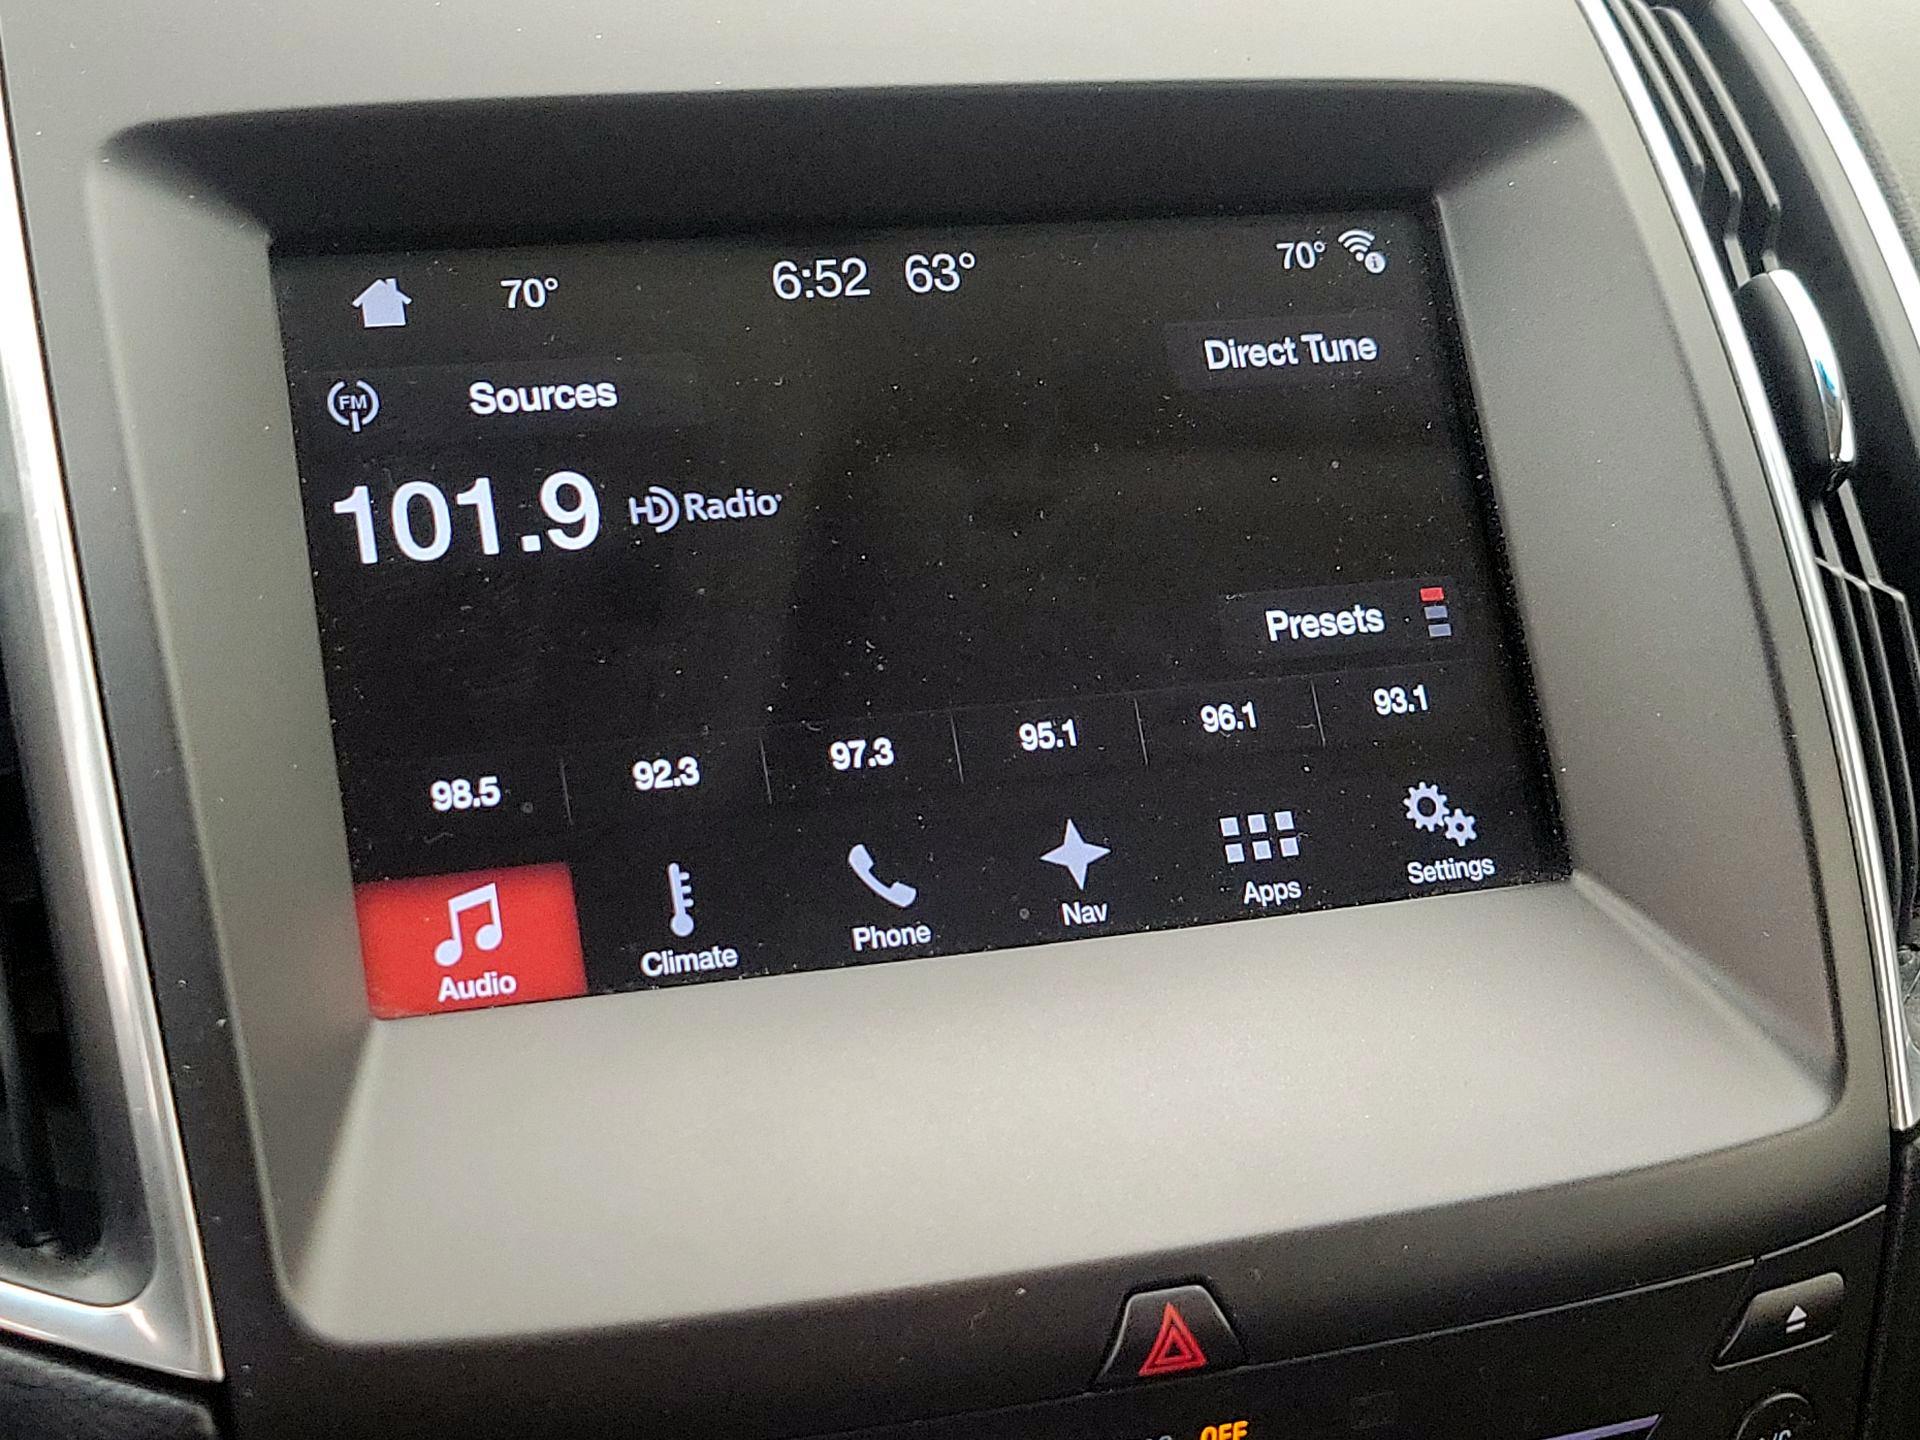 70° 6:52 63° 70°
FM Sources Direct Tune
101.9 HD Radio
Presets
98.5 92.3 97.3 95.1 96.1 93.1
Audio Climate Phone Nav Apps Settings
OFF